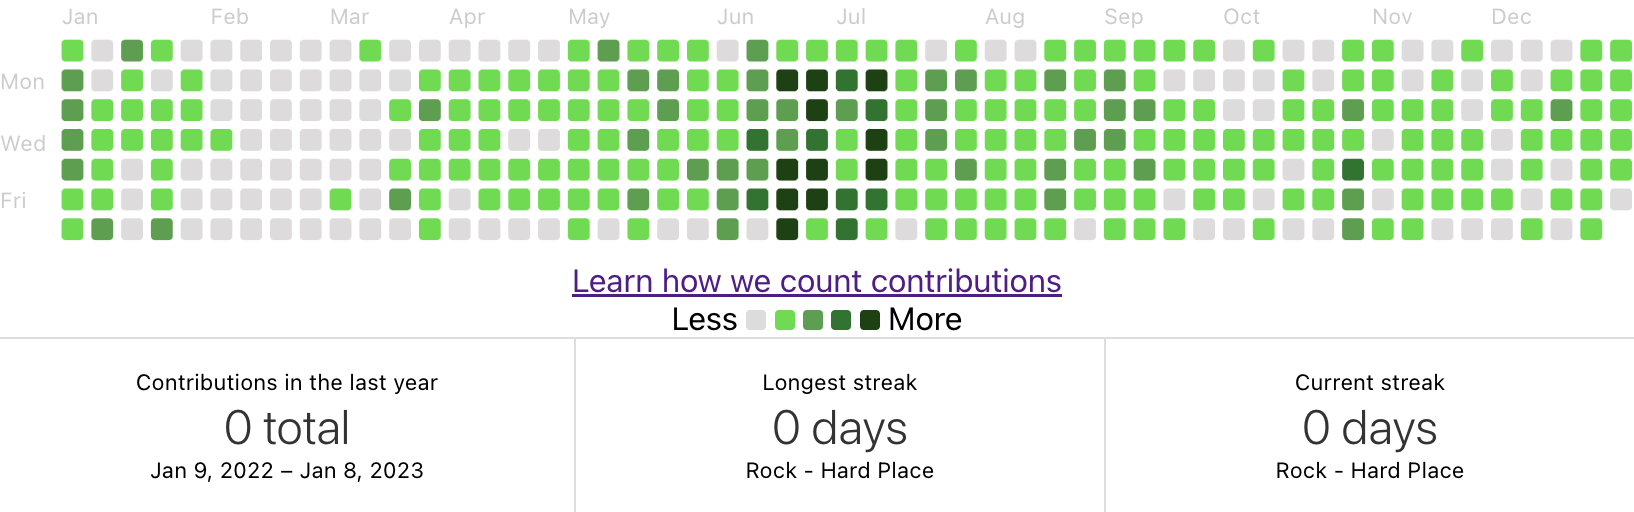 Jan Feb Mar Apr May Jun Jul Aug Sep Oct Nov Dec
Mon
Wed
Fri
Learn how we count contributions
Less More
Contributions in the last year
0 total
Jan 9, 2022 – Jan 8, 2023
Longest streak
0 days
Rock - Hard Place
Current streak
0 days
Rock - Hard Place